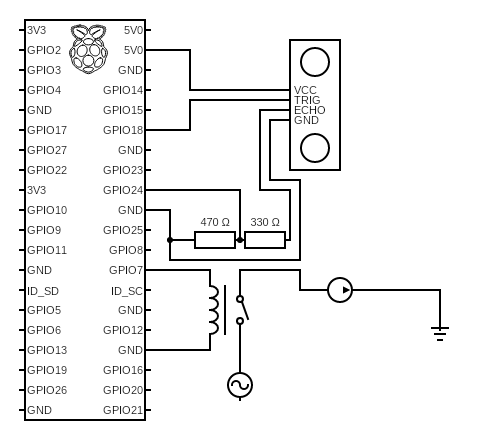 3V3 5V0
GPIO2 5V0
GPIO3 GND
GPIO4 GPIO14
GND GPIO15
GPIO17 GPIO18
GPIO27 GND
GPIO22 GPIO23
3V3 GPIO24
GPIO10 GND
GPIO9 GPIO25
GPIO11 GPIO8
GND GPIO7
ID_SD ID_SC
GPIO5 GND
GPIO6 GPIO12
GPIO13 GND
GPIO19 GPIO16
GPIO26 GPIO20
GND GPIO21
VCC
TRIG
ECHO
GND
470 Ω 330 Ω